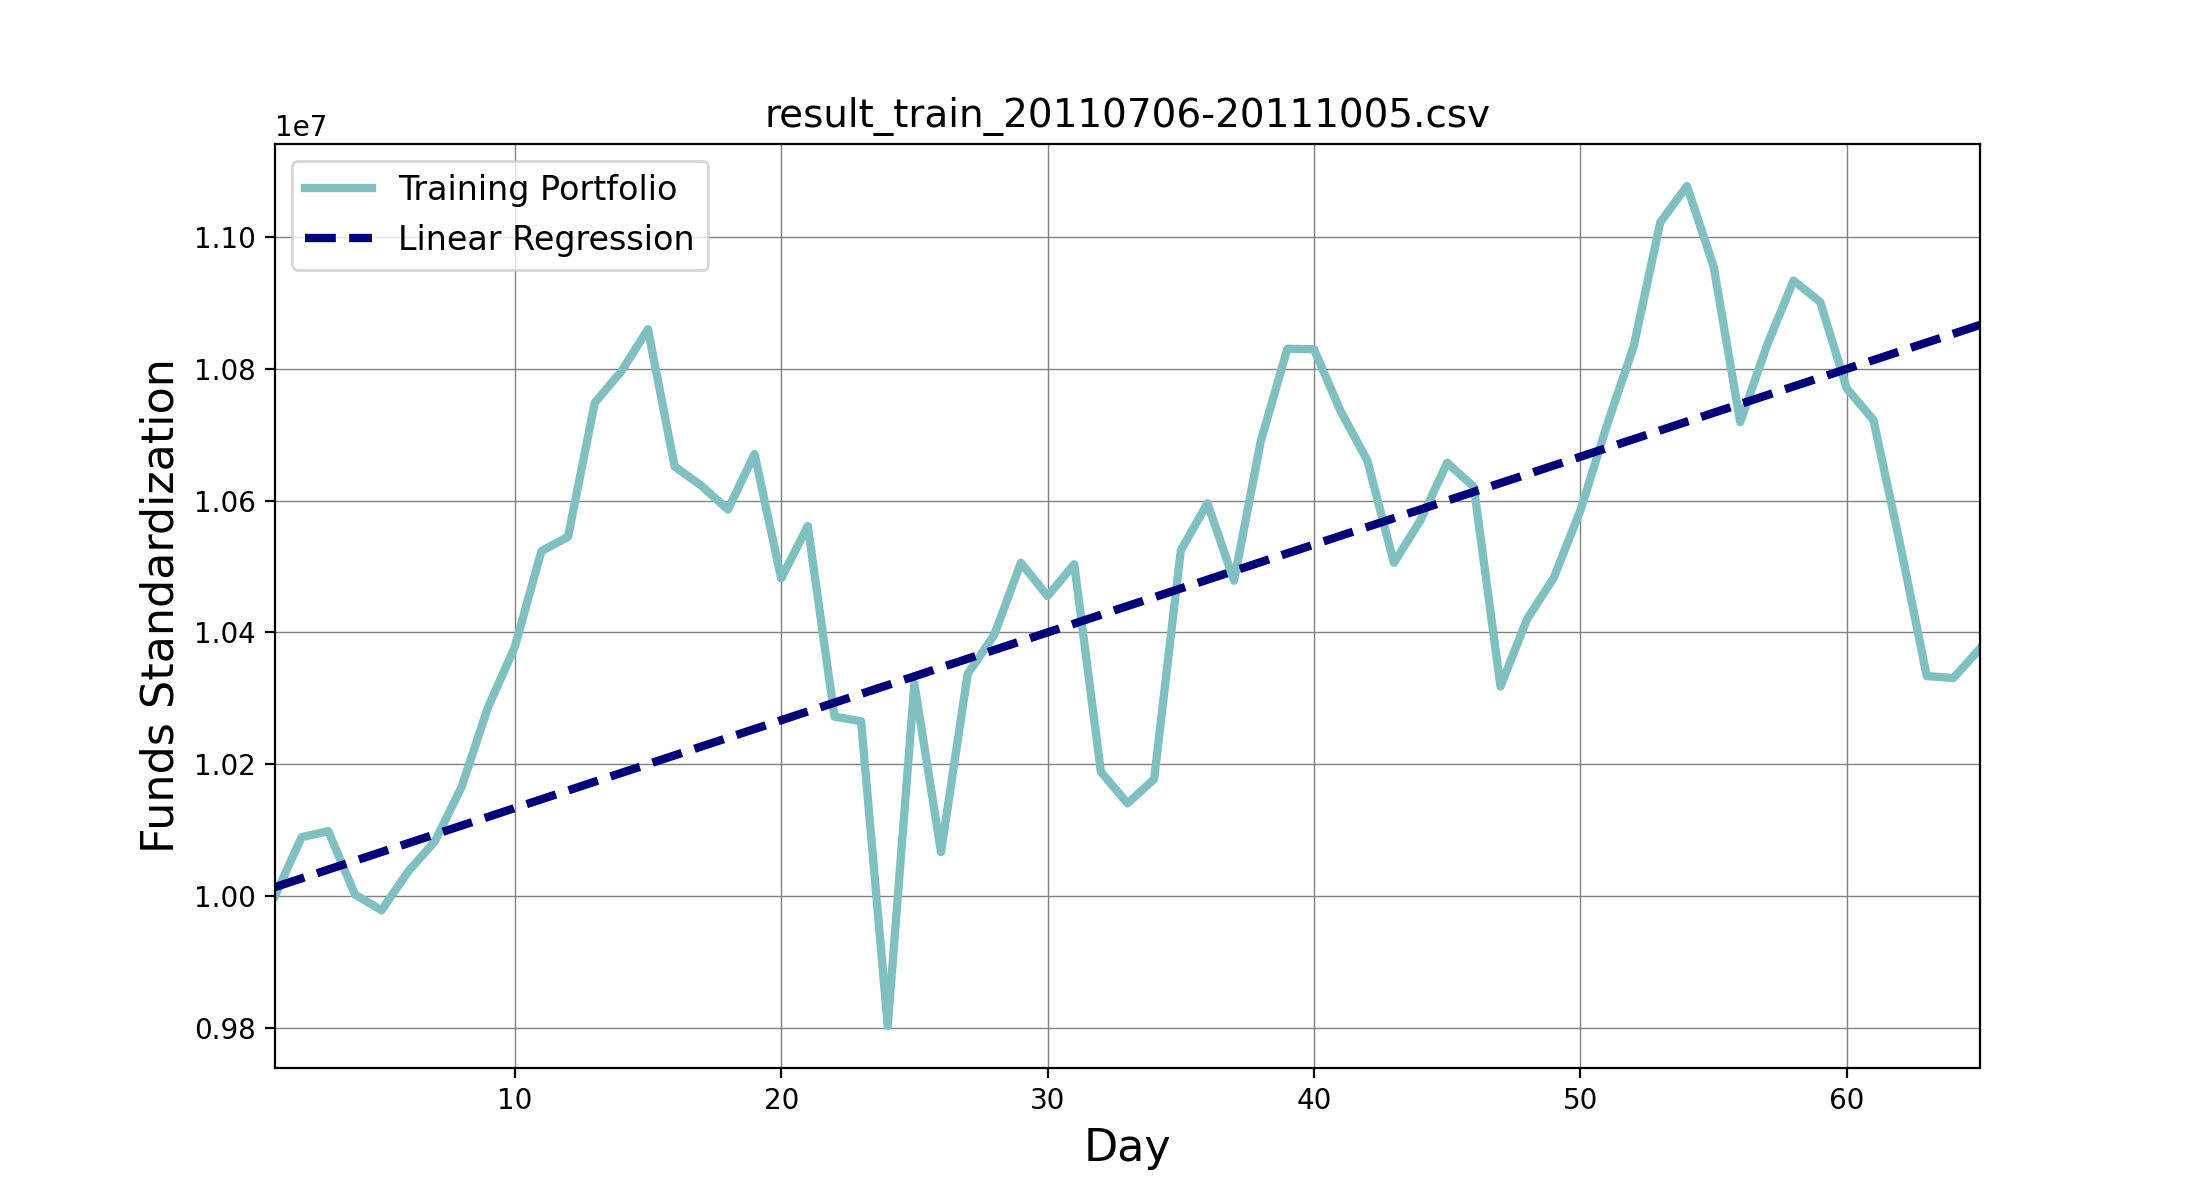 result_train_20110706-20111005.csv
1e7
Training Portfolio
Linear Regression
1.10
1.08
1.06
1.04
1.02
1.00
0.98
Funds Standardization
10 20 30 40 50 60
Day